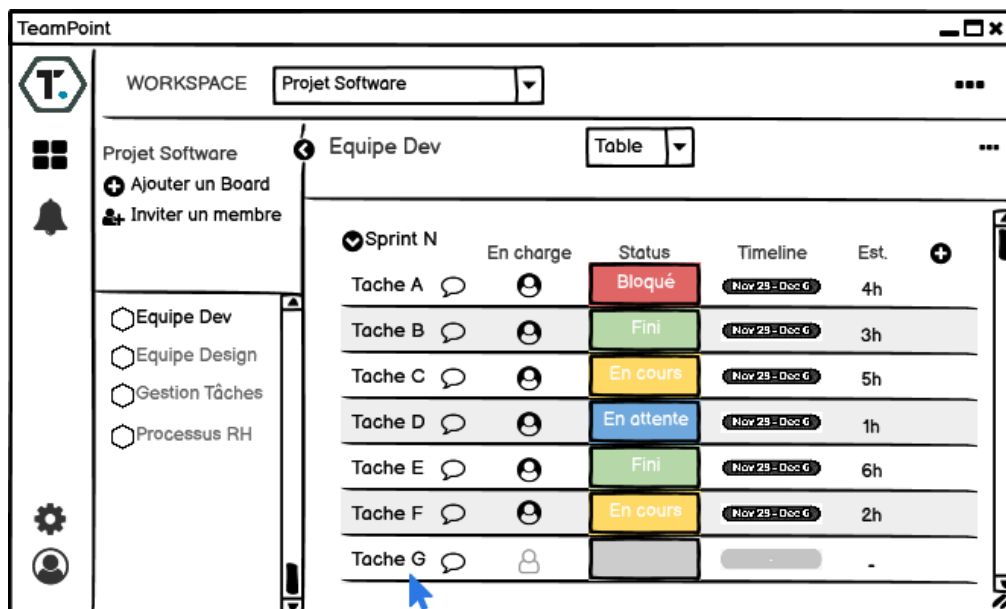 TeamPoint
T.
WORKSPACE Projet Software
Projet Software
Ajouter un Board
Inviter un membre
Equipe Dev
Equipe Design
Gestion Tâches
Processus RH
Equipe Dev Table
Sprint N En charge Status Timeline Est.
Tache A Bloqué Nov 29 - Dec 6 4h
Tache B Fini Nov 29 - Dec 6 3h
Tache C En cours Nov 29 - Dec 6 5h
Tache D En attente Nov 29 - Dec 6 1h
Tache E Fini Nov 29 - Dec 6 6h
Tache F En cours Nov 29 - Dec 6 2h
Tache G - -